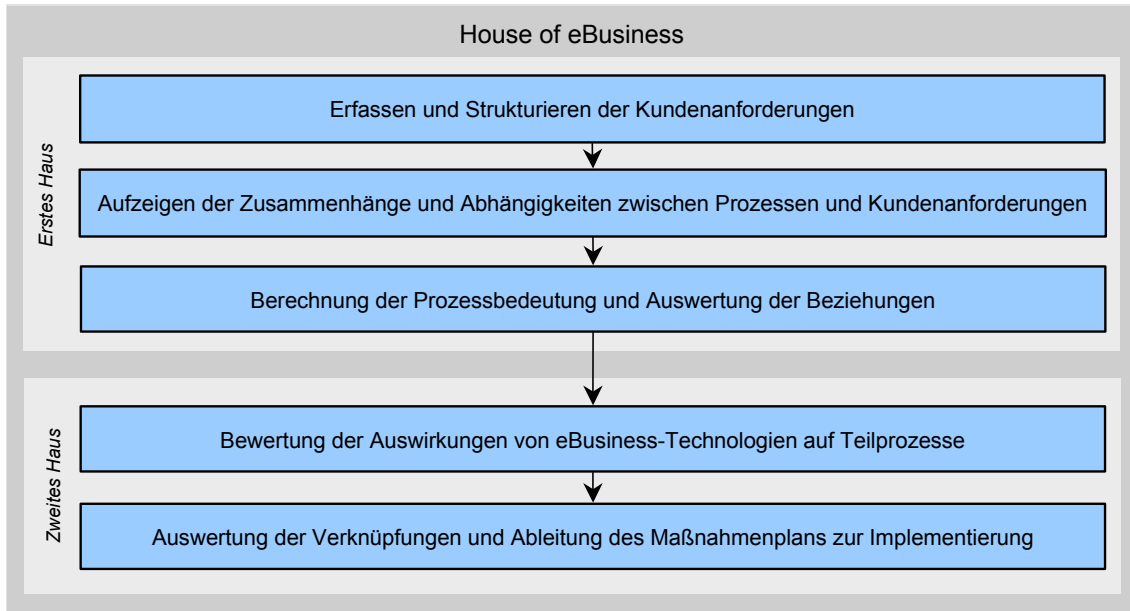 House of eBusiness
Erstes Haus
Erfassen und Strukturieren der Kundenanforderungen
Aufzeigen der Zusammenhänge und Abhängigkeiten zwischen Prozessen und Kundenanforderungen
Berechnung der Prozessbedeutung und Auswertung der Beziehungen
Zweites Haus
Bewertung der Auswirkungen von eBusiness-Technologien auf Teilprozesse
Auswertung der Verknüpfungen und Ableitung des Maßnahmenplans zur Implementierung